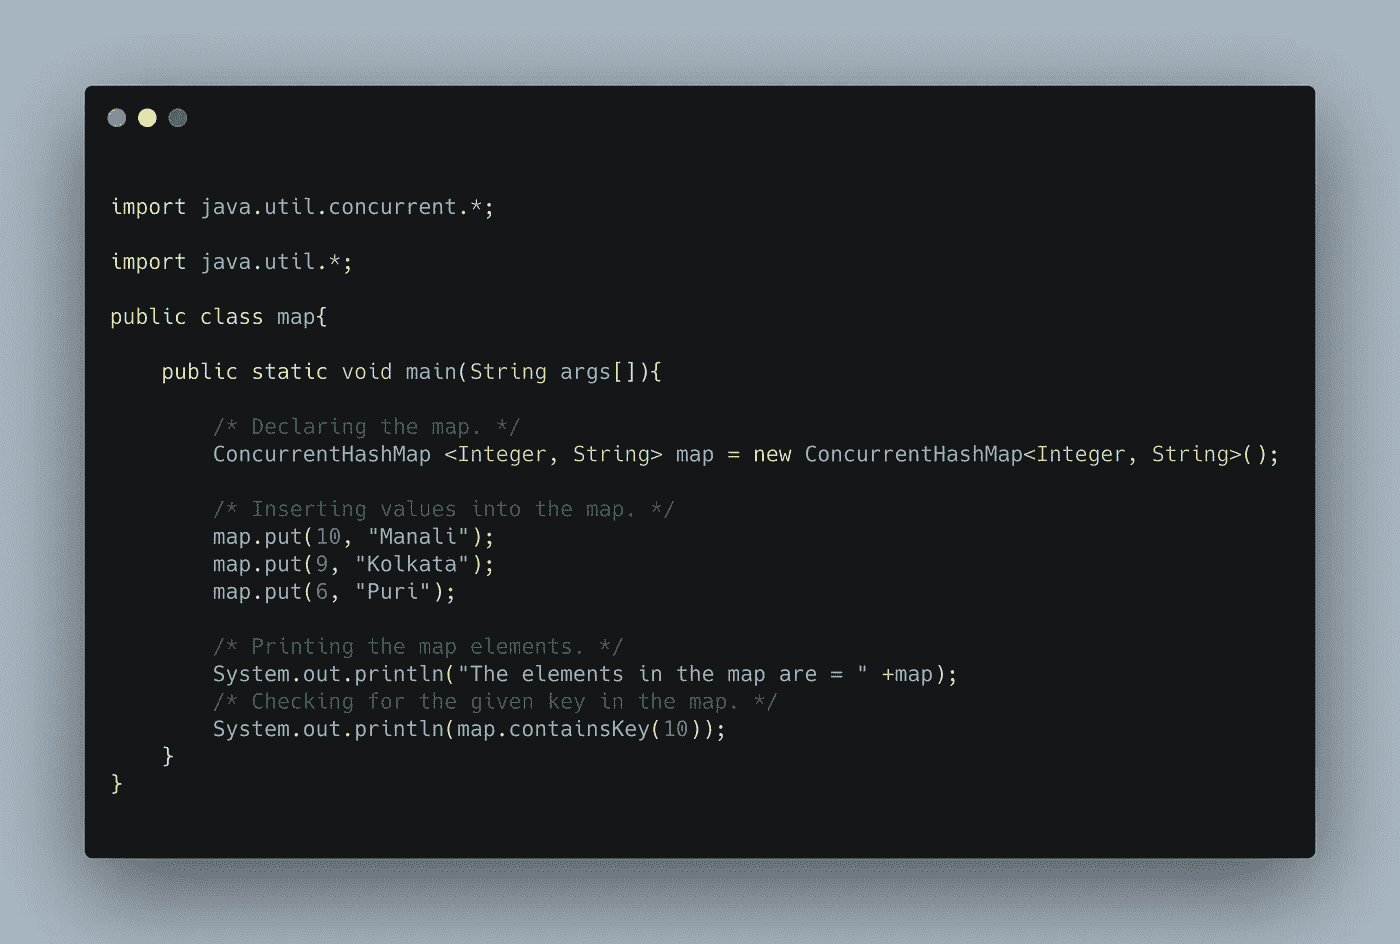 import java.util.concurrent.*;
import java.util.*;
public class map{
    public static void main(String args[]){
        /* Declaring the map. */
        ConcurrentHashMap <Integer, String> map = new ConcurrentHashMap<Integer, String>();
        /* Inserting values into the map. */
        map.put(10, "Manali");
        map.put(9, "Kolkata");
        map.put(6, "Puri");
        /* Printing the map elements. */
        System.out.println("The elements in the map are = " +map);
        /* Checking for the given key in the map. */
        System.out.println(map.containsKey(10));
    }
}